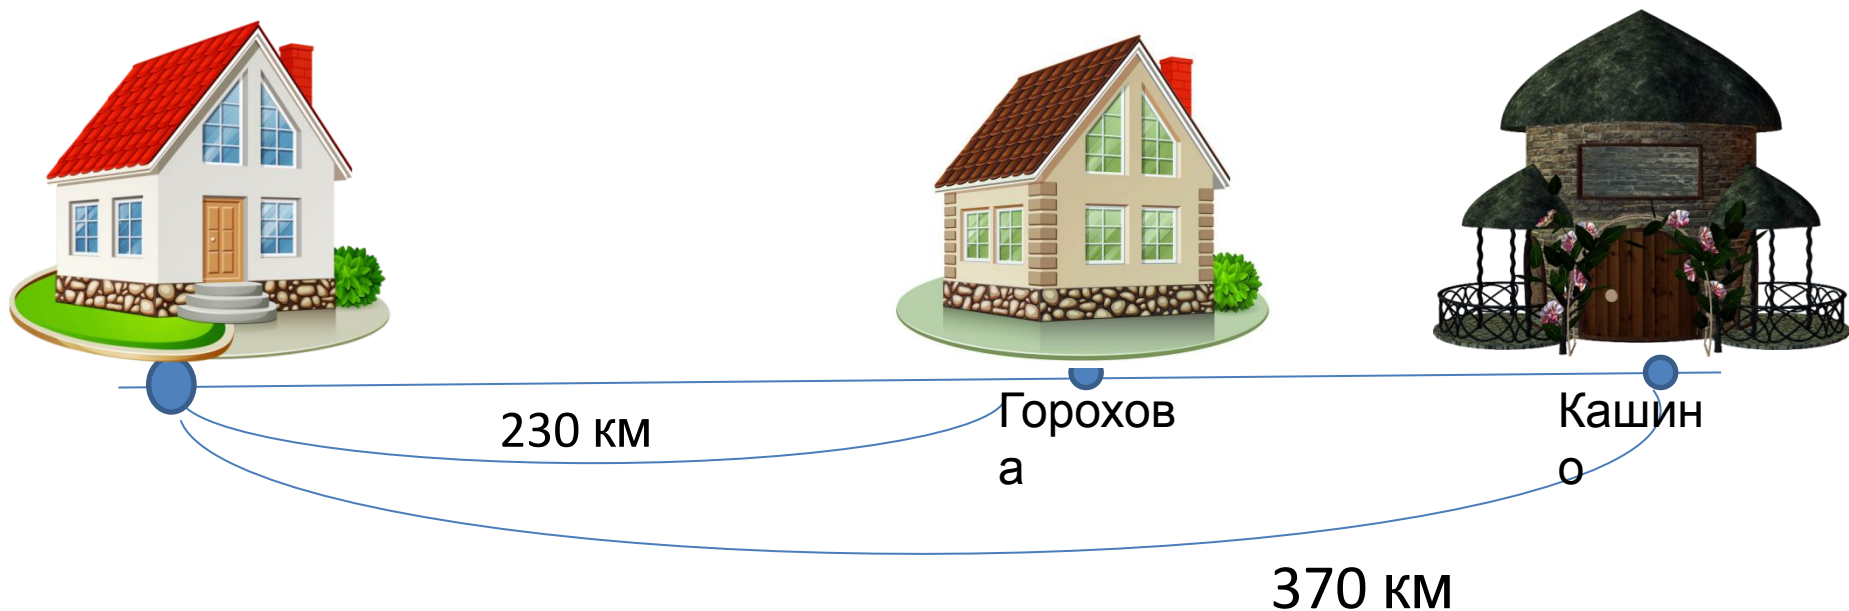 230 км
Горохов
а
Кашин
о
370 км